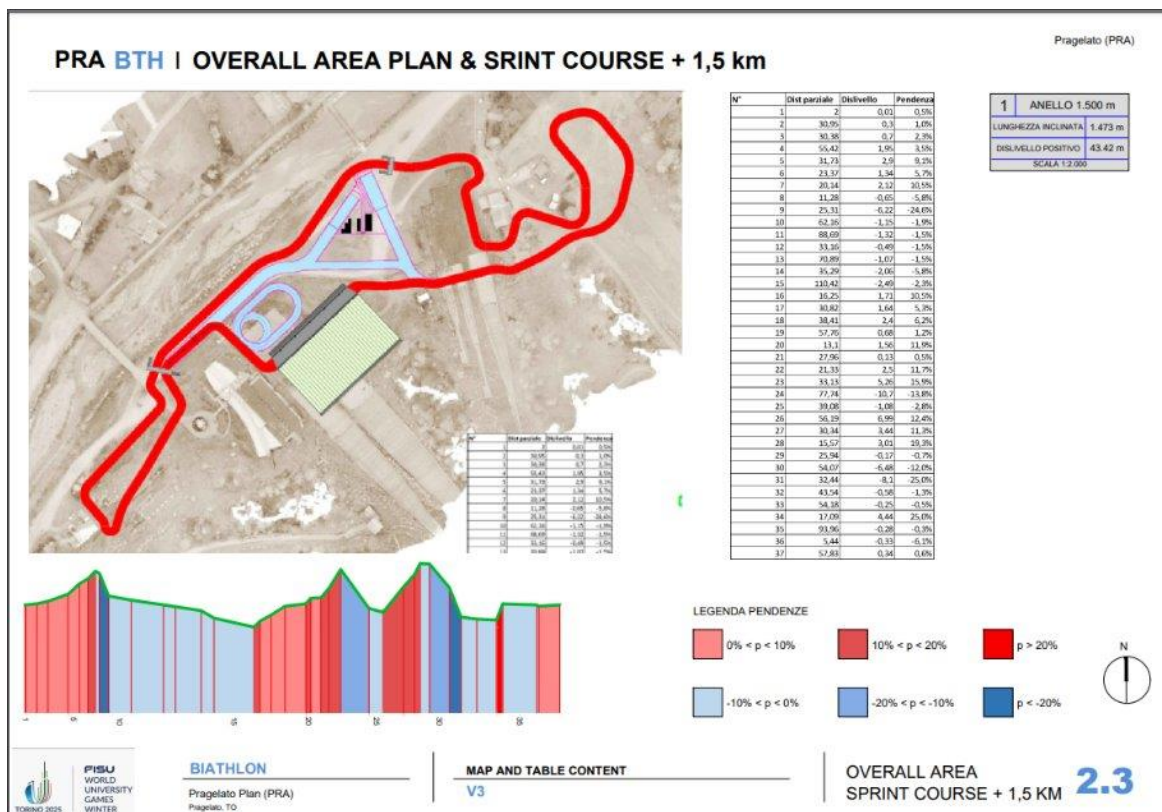 Pragelato (PRA)
PRA BTH | OVERALL AREA PLAN & SRINT COURSE + 1,5 km
N° Dist parziale Dislivello Pendenza
1 2 0,01 0,5%
2 30,95 0,3 1,0%
3 30,38 0,7 2,3%
4 55,42 1,95 3,5%
5 31,73 2,9 9,1%
6 23,37 1,34 5,7%
7 20,14 2,12 10,5%
8 11,28 -0,65 -5,8%
9 25,31 -6,22 -24,6%
10 62,16 -1,15 -1,9%
11 88,69 -1,32 -1,5%
12 33,16 -0,49 -1,5%
13 70,89 -1,07 -1,5%
14 35,29 -2,06 -5,8%
15 110,42 -2,49 -2,3%
16 16,25 1,71 10,5%
17 30,82 1,64 5,3%
18 38,41 2,4 6,2%
19 57,76 0,68 1,2%
20 13,1 1,56 11,9%
21 27,96 0,13 0,5%
22 21,33 2,5 11,7%
23 33,13 5,26 15,9%
24 77,74 -10,7 -13,8%
25 39,08 -1,08 -2,8%
26 56,19 6,99 12,4%
27 30,34 3,44 11,3%
28 15,57 3,01 19,3%
29 25,94 -0,17 -0,7%
30 54,07 -6,48 -12,0%
31 32,44 -8,1 -25,0%
32 43,54 -0,58 -1,3%
33 54,18 -0,25 -0,5%
34 17,09 4,44 25,0%
35 93,96 -0,28 -0,3%
36 5,44 -0,33 -6,1%
37 57,83 0,34 0,6%
1 ANELLO 1.500 m
LUNGHEZZA INCLINATA 1.473 m
DISLIVELLO POSITIVO 43.42 m
SCALA 1:2.000
N° Dist parziale Dislivello Pendenza
1 5 10 15 20 25 30 35
LEGENDA PENDENZE
0% < p < 10% 10% < p < 20% p > 20%
-10% < p < 0% -20% < p < -10% p < -20%
N
TORINO 2025
FISU
WORLD
UNIVERSITY
GAMES
WINTER
BIATHLON
Pragelato Plan (PRA)
Pragelato, TO
MAP AND TABLE CONTENT
V3
OVERALL AREA
SPRINT COURSE + 1,5 KM
2.3